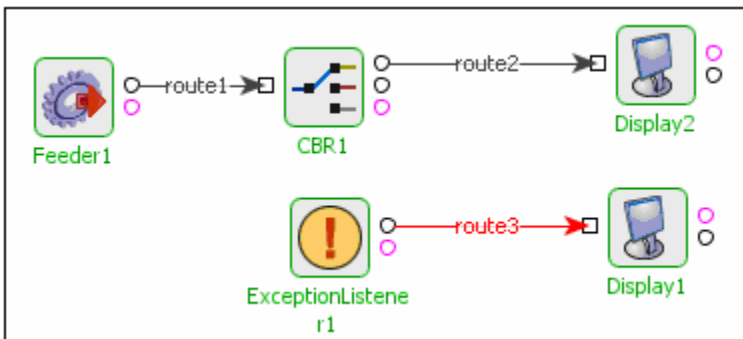 route1
route2
Feeder1
CBR1
Display2
route3
ExceptionListene
r1
Display1